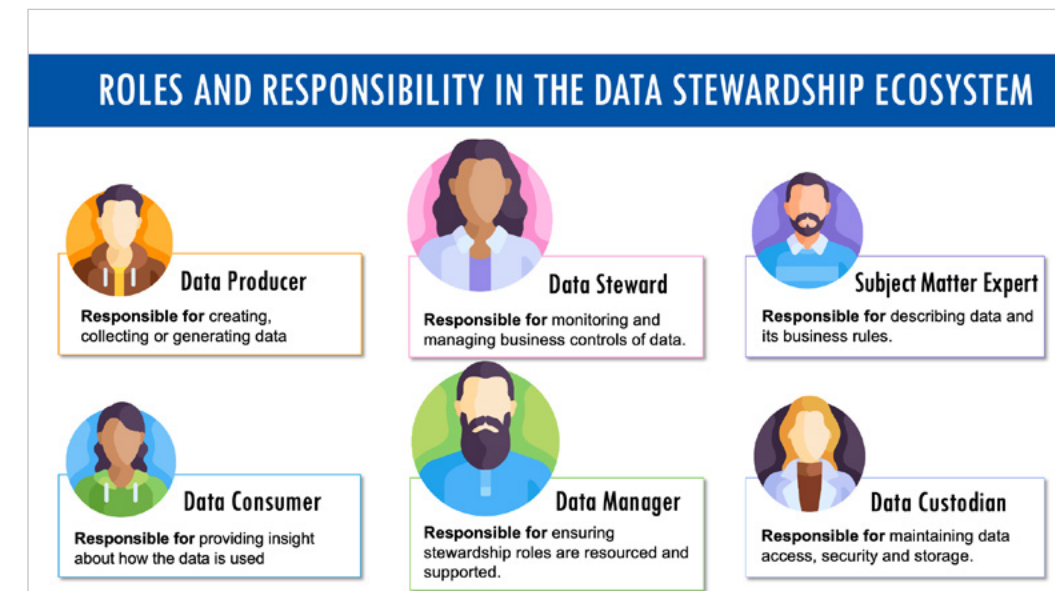 ROLES AND RESPONSIBILITY IN THE DATA STEWARDSHIP ECOSYSTEM
Data Producer
Responsible for creating,
collecting or generating data
Data Steward
Responsible for monitoring and
managing business controls of data.
Subject Matter Expert
Responsible for describing data and
its business rules.
Data Consumer
Responsible for providing insight
about how the data is used
Data Manager
Responsible for ensuring
stewardship roles are resourced and
supported.
Data Custodian
Responsible for maintaining data
access, security and storage.